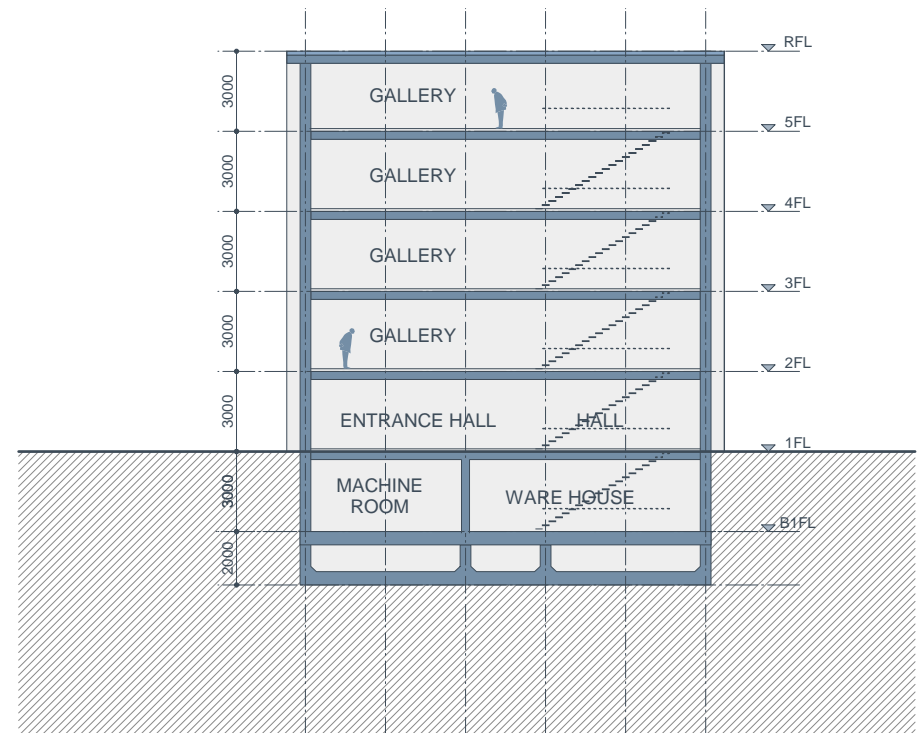 RFL
3000
GALLERY
5FL
3000
GALLERY
4FL
3000
GALLERY
3FL
3000
GALLERY
2FL
3000
ENTRANCE HALL
HALL
1FL
3000
MACHINE
ROOM
WARE HOUSE
B1FL
2000